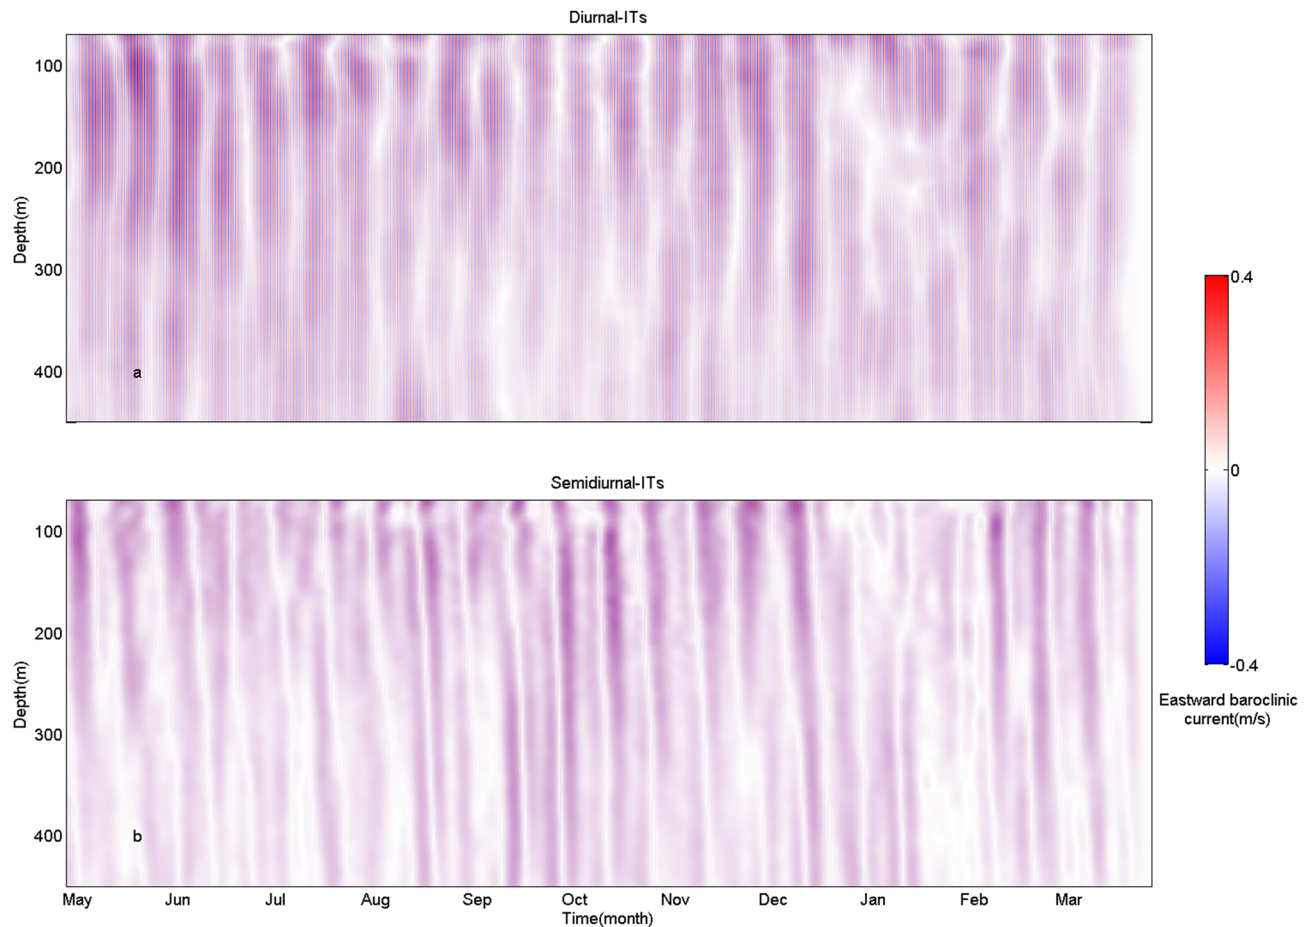 Diurnal-ITs
100
200
300
400
Depth(m)
a
0.4
0
-0.4
Eastward baroclinic
current(m/s)
Semidiurnal-ITs
100
200
300
400
Depth(m)
b
May Jun Jul Aug Sep Oct Nov Dec Jan Feb Mar
Time(month)